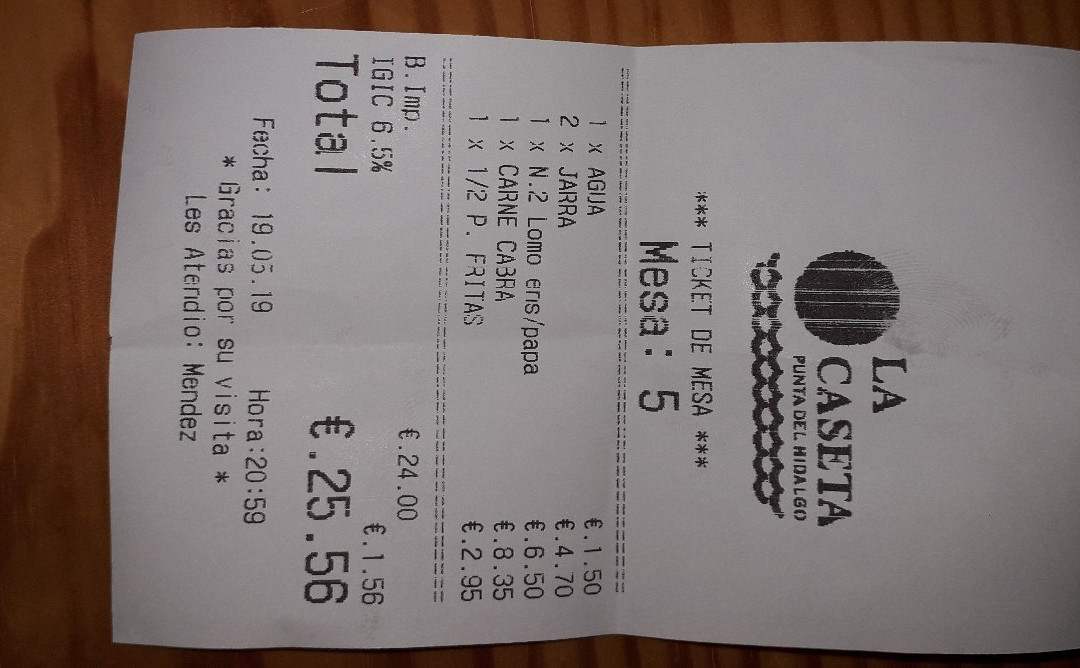 LA
CASETA
PUNTA DEL HIDALGO
*** TICKET DE MESA ***
Mesa: 5
1 x AGUA €.1.50
2 x JARRA €.4.70
1 x N.2 Lomo ens/papa €.6.50
1 x CARNE CABRA €.8.35
1 x 1/2 P. FRITAS €.2.95
B.Imp. €.24.00
IGIC 6.5% €.1.56
Total €.25.56
Fecha: 19.05.19 Hora:20:59
* Gracias por su visita *
Les Atendio: Mendez